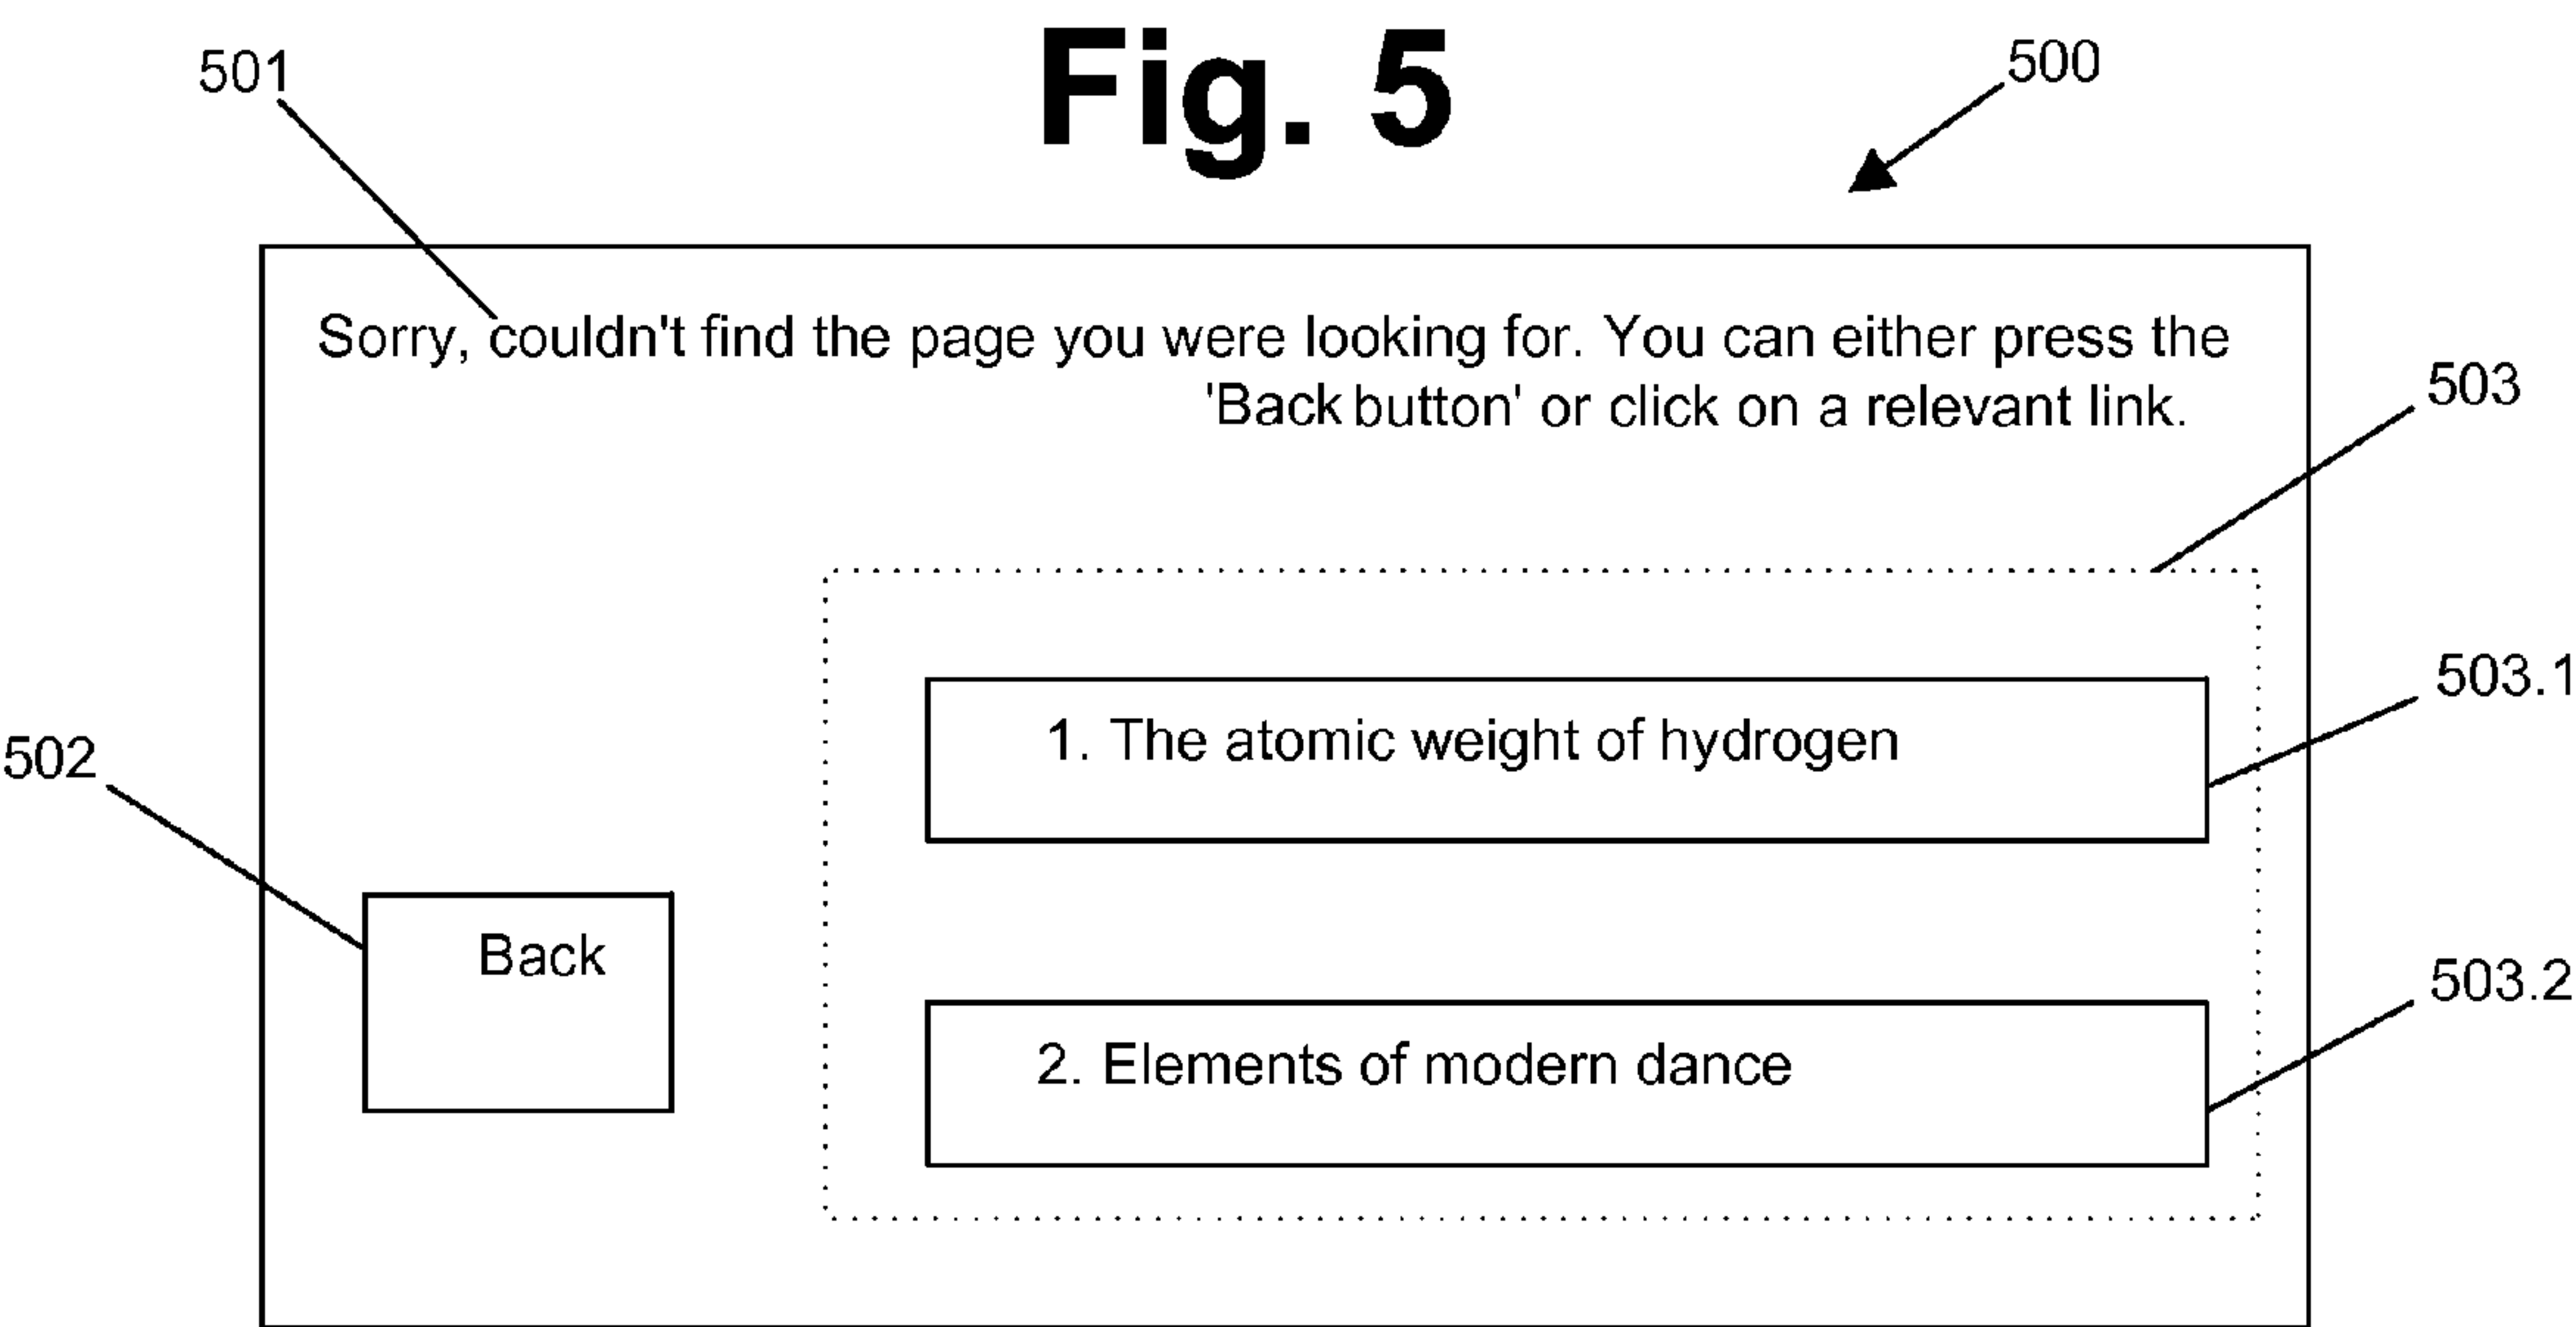 Fig. 5
501
500
Sorry, couldn't find the page you were looking for. You can either press the
'Back button' or click on a relevant link.
503
503.1
1. The atomic weight of hydrogen
502
Back
503.2
2. Elements of modern dance